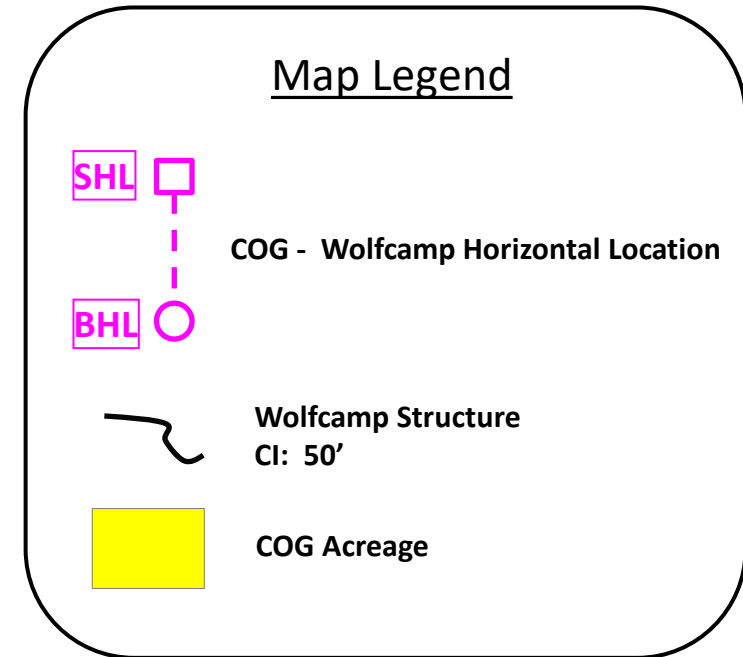 Map Legend
SHL
COG - Wolfcamp Horizontal Location
BHL
Wolfcamp Structure
CI: 50’
COG Acreage